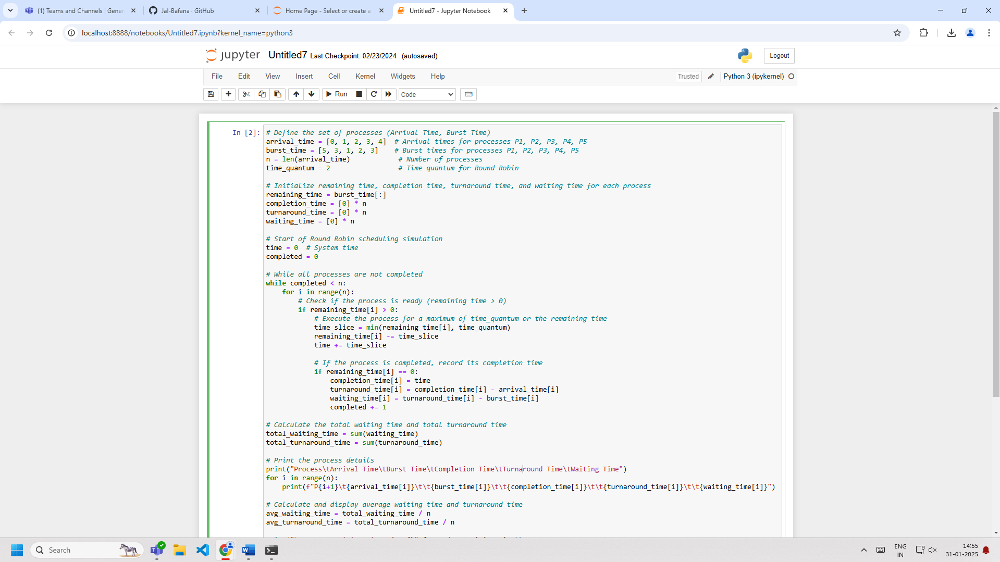 (1) Teams and Channels | Gener
Jal-Bafana · GitHub
Home Page - Select or create a
Untitled7 - Jupyter Notebook
localhost:8888/notebooks/Untitled7.ipynb?kernel_name=python3
jupyter Untitled7 Last Checkpoint: 02/23/2024 (autosaved)
Logout
File Edit View Insert Cell Kernel Widgets Help
Trusted
Python 3 (ipykernel)
Run
Code
In [2]:
# Define the set of processes (Arrival Time, Burst Time)
arrival_time = [0, 1, 2, 3, 4]  # Arrival times for processes P1, P2, P3, P4, P5
burst_time = [5, 3, 1, 2, 3]    # Burst times for processes P1, P2, P3, P4, P5
n = len(arrival_time)            # Number of processes
time_quantum = 2                 # Time quantum for Round Robin
# Initialize remaining time, completion time, turnaround time, and waiting time for each process
remaining_time = burst_time[:]
completion_time = [0] * n
turnaround_time = [0] * n
waiting_time = [0] * n
# Start of Round Robin scheduling simulation
time = 0  # System time
completed = 0
# While all processes are not completed
while completed < n:
    for i in range(n):
        # Check if the process is ready (remaining time > 0)
        if remaining_time[i] > 0:
            # Execute the process for a maximum of time_quantum or the remaining time
            time_slice = min(remaining_time[i], time_quantum)
            remaining_time[i] -= time_slice
            time += time_slice
            # If the process is completed, record its completion time
            if remaining_time[i] == 0:
                completion_time[i] = time
                turnaround_time[i] = completion_time[i] - arrival_time[i]
                waiting_time[i] = turnaround_time[i] - burst_time[i]
                completed += 1
# Calculate the total waiting time and total turnaround time
total_waiting_time = sum(waiting_time)
total_turnaround_time = sum(turnaround_time)
# Print the process details
print("Process\tArrival Time\tBurst Time\tCompletion Time\tTurnaround Time\tWaiting Time")
for i in range(n):
    print(f"P{i+1}\t{arrival_time[i]}\t\t{burst_time[i]}\t\t{completion_time[i]}\t\t{turnaround_time[i]}\t\t{waiting_time[i]}")
# Calculate and display average waiting time and turnaround time
avg_waiting_time = total_waiting_time / n
avg_turnaround_time = total_turnaround_time / n
Search
ENG
IN
14:55
31-01-2025